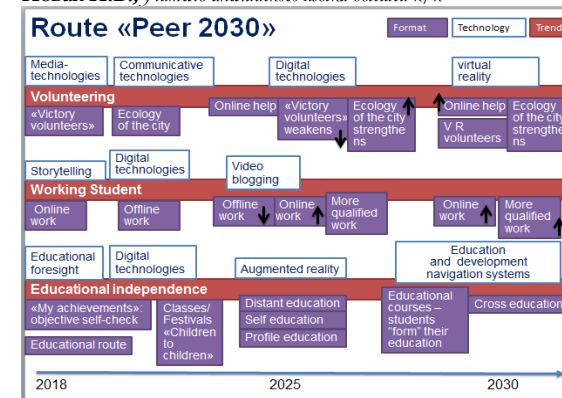 Route «Peer 2030»
Format
Technology
Trend
Media-
technologies
Communicative
technologies
Digital
technologies
virtual
reality
Volunteering
«Victory
volunteers»
Ecology
of the city
Online help
«Victory
volunteers»
weakens
Ecology
of the city
strengthe
ns
Online help
V R
volunteers
Ecology
of the city
strengthe
ns
Storytelling
Digital
technologies
Video
blogging
Working Student
Online
work
Offline
work
Offline
work
Online
work
More
qualified
work
Online
work
More
qualified
work
Educational
foresight
Digital
technologies
Augmented reality
Education
and development
navigation systems
Educational independence
«My achievements»:
objective self-check
Educational route
Classes/
Festivals
«Children
to
children»
Distant education
Self education
Profile education
Educational
courses –
students
"form" their
education
Cross education
2018
2025
2030